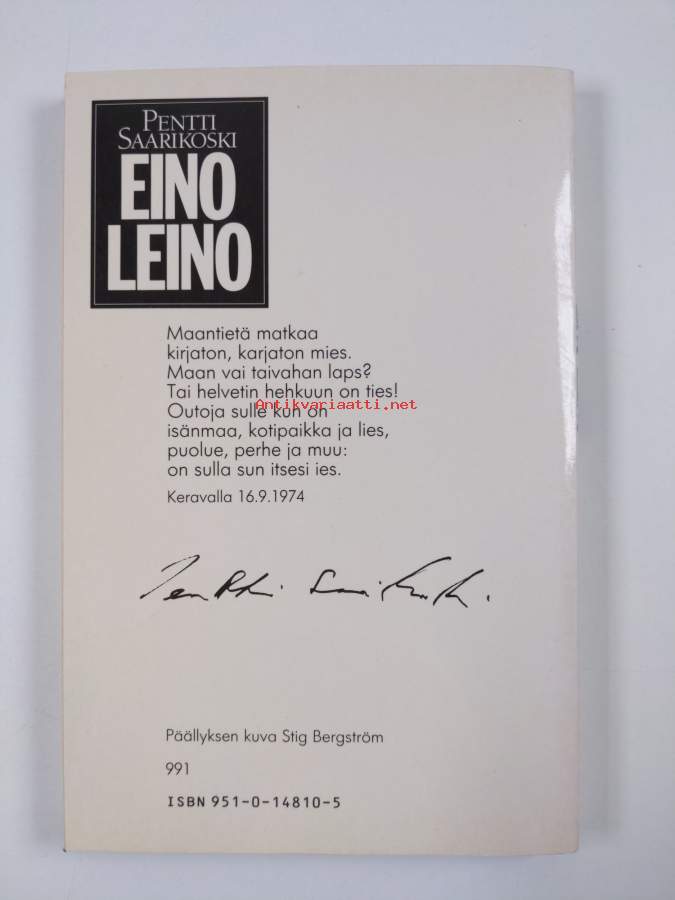 PENTTI
SAARIKOSKI
EINO
LEINO
Maantietä matkaa
kirjaton, karjaton mies.
Maan vai taivahan laps?
Tai helvetin hehkuun on ties!
Outoja sulle kun on
isänmaa, kotipaikka ja lies,
puolue, perhe ja muu:
on sulla sun itsesi ies.
Antikvariaatti.net
Keravalla 16.9.1974
Pentti Saarikoski.
Päällyksen kuva Stig Bergström
991
ISBN 951-0-14810-5